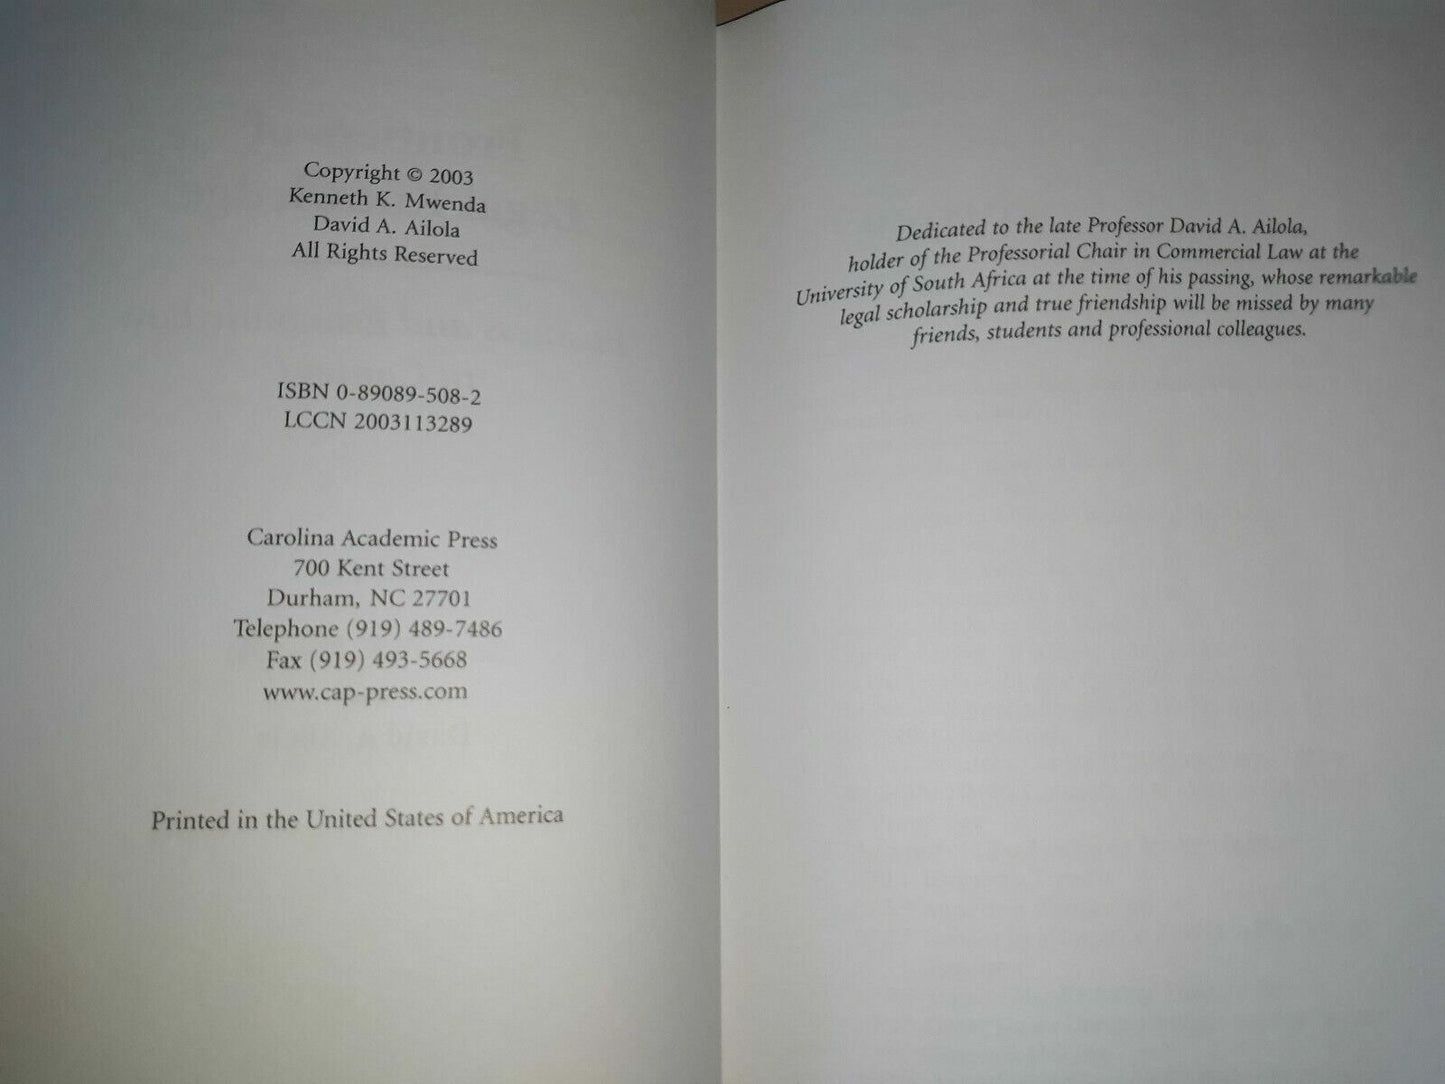 Copyright © 2003
Kenneth K. Mwenda
David A. Ailola
All Rights Reserved
ISBN 0-89089-508-2
LCCN 2003113289
Carolina Academic Press
700 Kent Street
Durham, NC 27701
Telephone (919) 489-7486
Fax (919) 493-5668
www.cap-press.com
Printed in the United States of America
Dedicated to the late Professor David A. Ailola,
holder of the Professorial Chair in Commercial Law at the
University of South Africa at the time of his passing, whose remarkable
legal scholarship and true friendship will be missed by many
friends, students and professional colleagues.